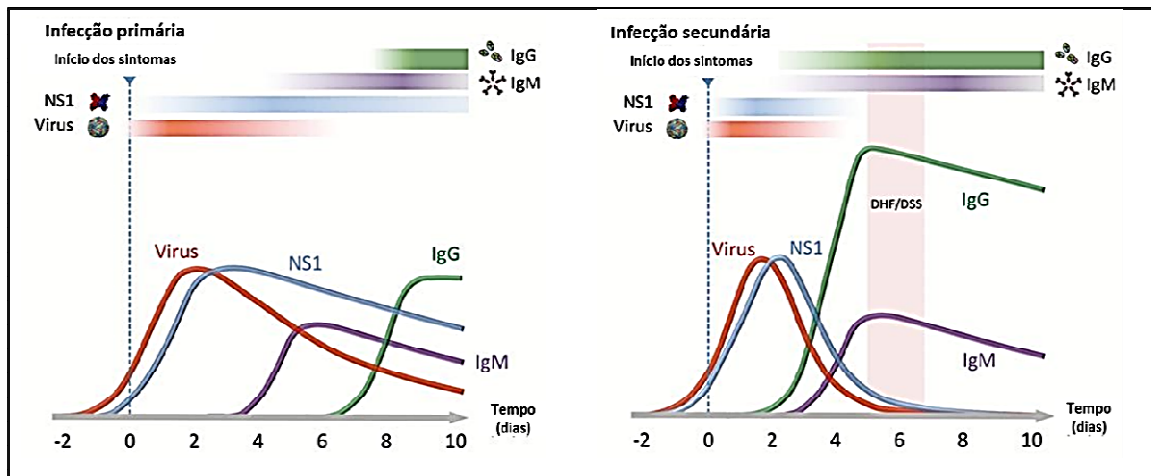 Infecção primária
Início dos sintomas
IgG
IgM
NS1
Virus
Virus
NS1
IgG
IgM
Tempo
(dias)
-2 0 2 4 6 8 10
Infecção secundária
Início dos sintomas
IgG
IgM
NS1
Virus
DHF/DSS
IgG
Virus
NS1
IgM
Tempo
(dias)
-2 0 2 4 6 8 10